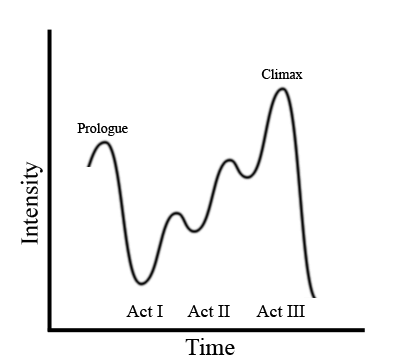 Climax
Prologue
Intensity
Act I Act II Act III
Time